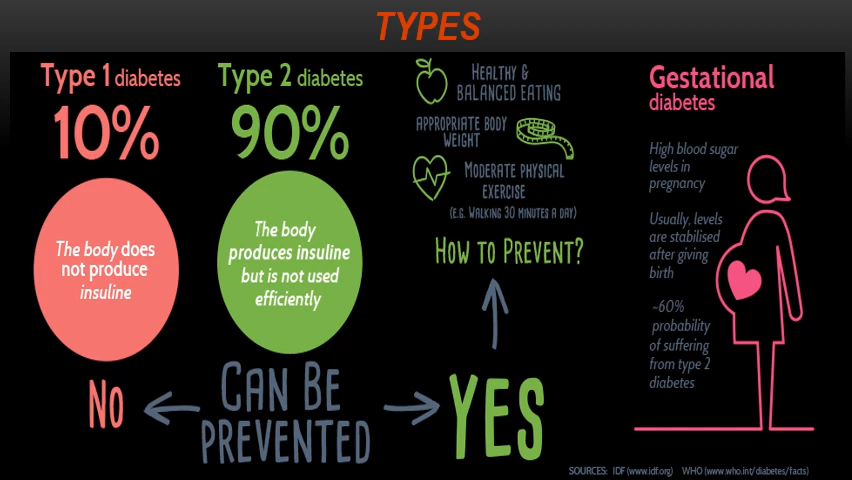 TYPES
Type 1 diabetes
10%
The body does
not produce
insuline
Type 2 diabetes
90%
The body
produces insuline
but is not used
efficiently
HEALTHY &
BALANCED EATING
APPROPRIATE BODY
WEIGHT
MODERATE PHYSICAL
EXERCISE
(E.G. WALKING 30 MINUTES A DAY)
HOW TO PREVENT?
NO
CAN BE
PREVENTED
YES
Gestational
diabetes
High blood sugar
levels in
pregnancy
Usually, levels
are stabilised
after giving
birth
~60%
probability
of suffering
from type 2
diabetes
SOURCES: IDF (www.idf.org) WHO (www.who.int/diabetes/facts)